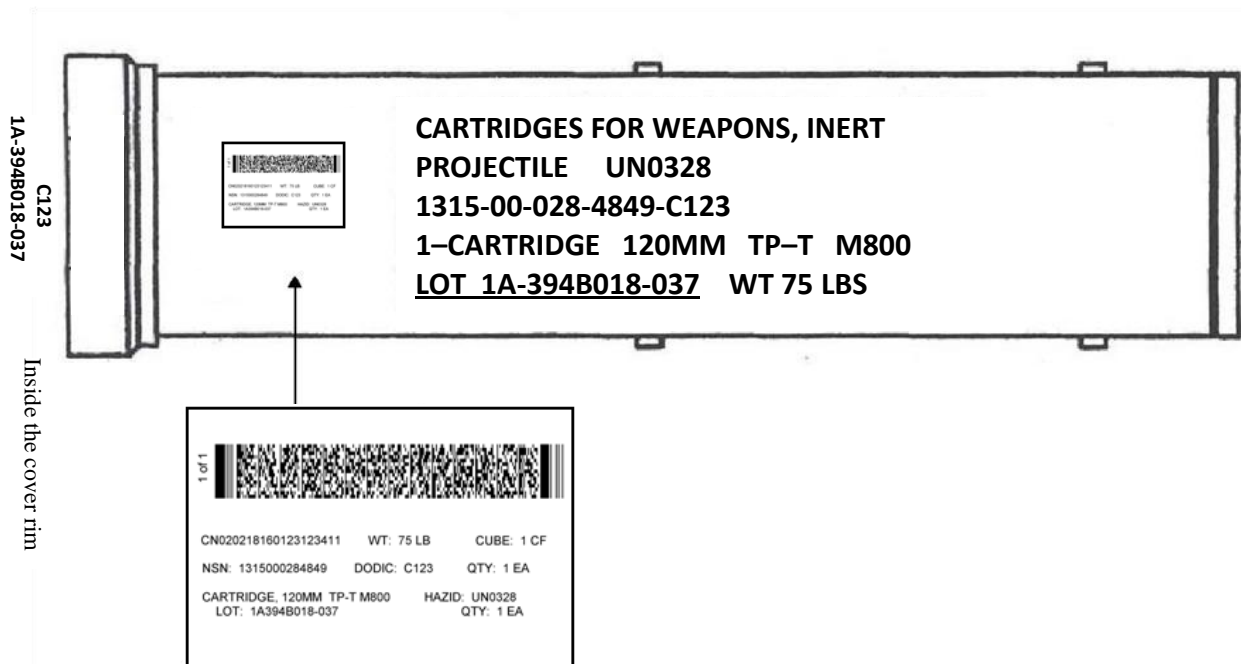 CARTRIDGES FOR WEAPONS, INERT
PROJECTILE UN0328
1315-00-028-4849-C123
1–CARTRIDGE 120MM TP–T M800
LOT 1A-394B018-037 WT 75 LBS
C123
1A-394B018-037
Inside the cover rim
1 of 1
CN020218160123123411 WT: 75 LB CUBE: 1 CF
NSN: 1315000284849 DODIC: C123 QTY: 1 EA
CARTRIDGE, 120MM TP-T M800 HAZID: UN0328
LOT: 1A394B018-037 QTY: 1 EA